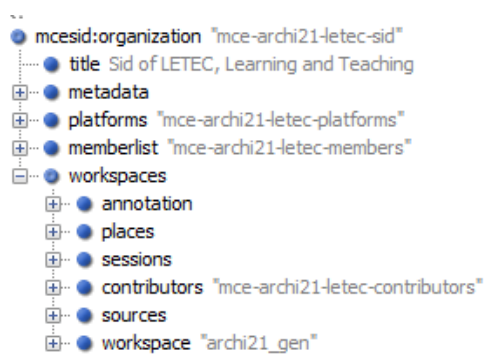 mcesid:organization "mce-archi21-letec-sid"
title Sid of LETEC, Learning and Teaching
metadata
platforms "mce-archi21-letec-platforms"
memberlist "mce-archi21-letec-members"
workspaces
annotation
places
sessions
contributors "mce-archi21-letec-contributors"
sources
workspace "archi21_gen"